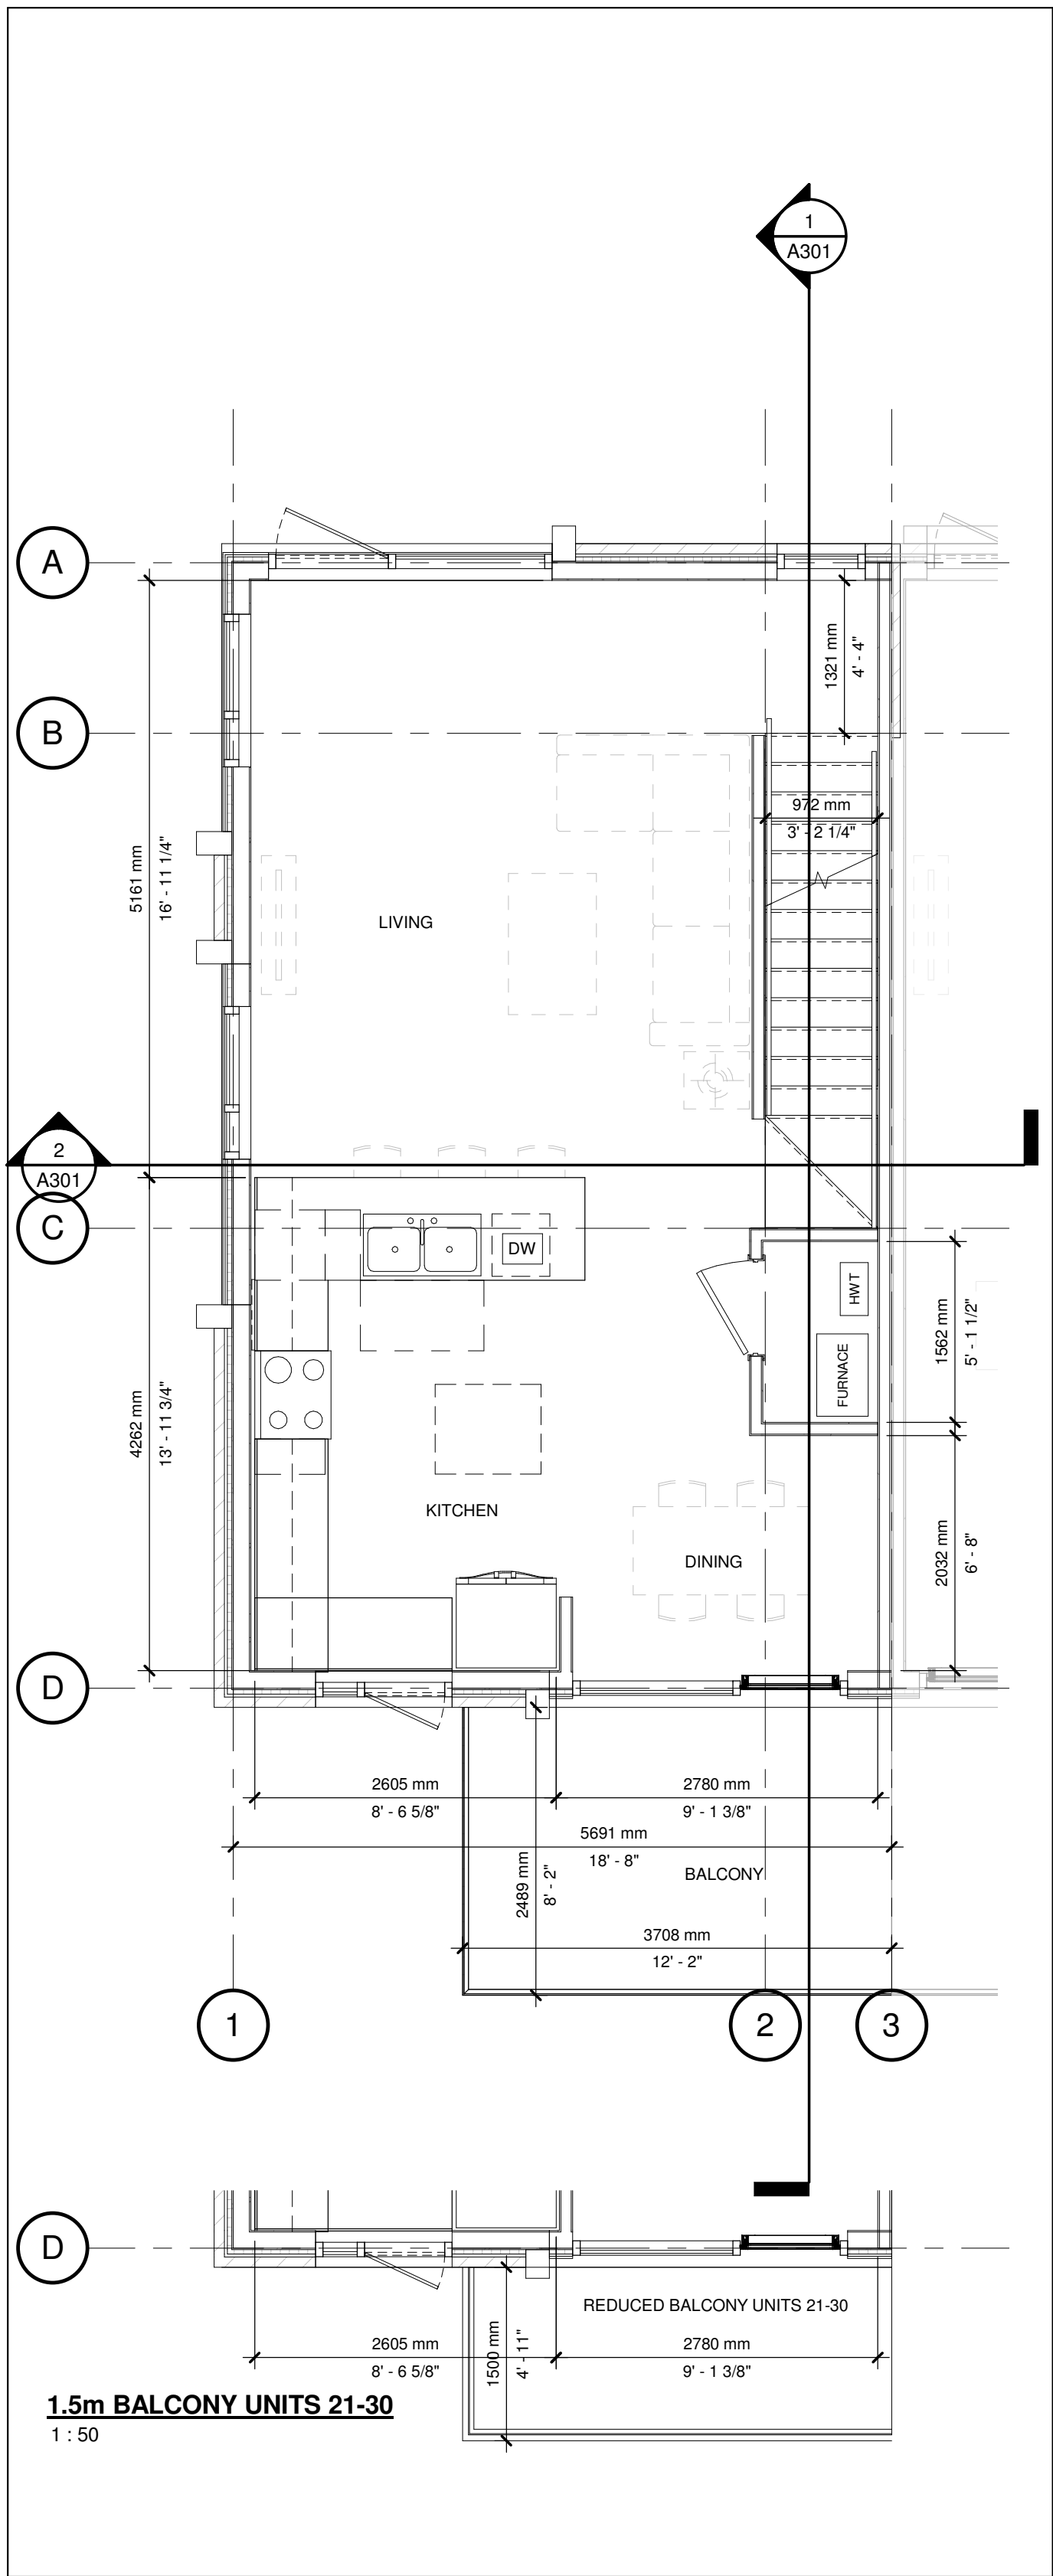 1
A301
A
1321 mm
4' - 4"
B
972 mm
3' - 2 1/4"
5161 mm
16' - 11 1/4"
LIVING
2
A301
C
DW
HWT
FURNACE
1562 mm
5' - 1 1/2"
4262 mm
13' - 11 3/4"
KITCHEN
DINING
2032 mm
6' - 8"
D
2605 mm
8' - 6 5/8"
2780 mm
9' - 1 3/8"
5691 mm
18' - 8"
2489 mm
8' - 2"
BALCONY
3708 mm
12' - 2"
1
2
3
D
REDUCED BALCONY UNITS 21-30
2605 mm
8' - 6 5/8"
1500 mm
4' - 11"
2780 mm
9' - 1 3/8"
1.5m BALCONY UNITS 21-30
1 : 50